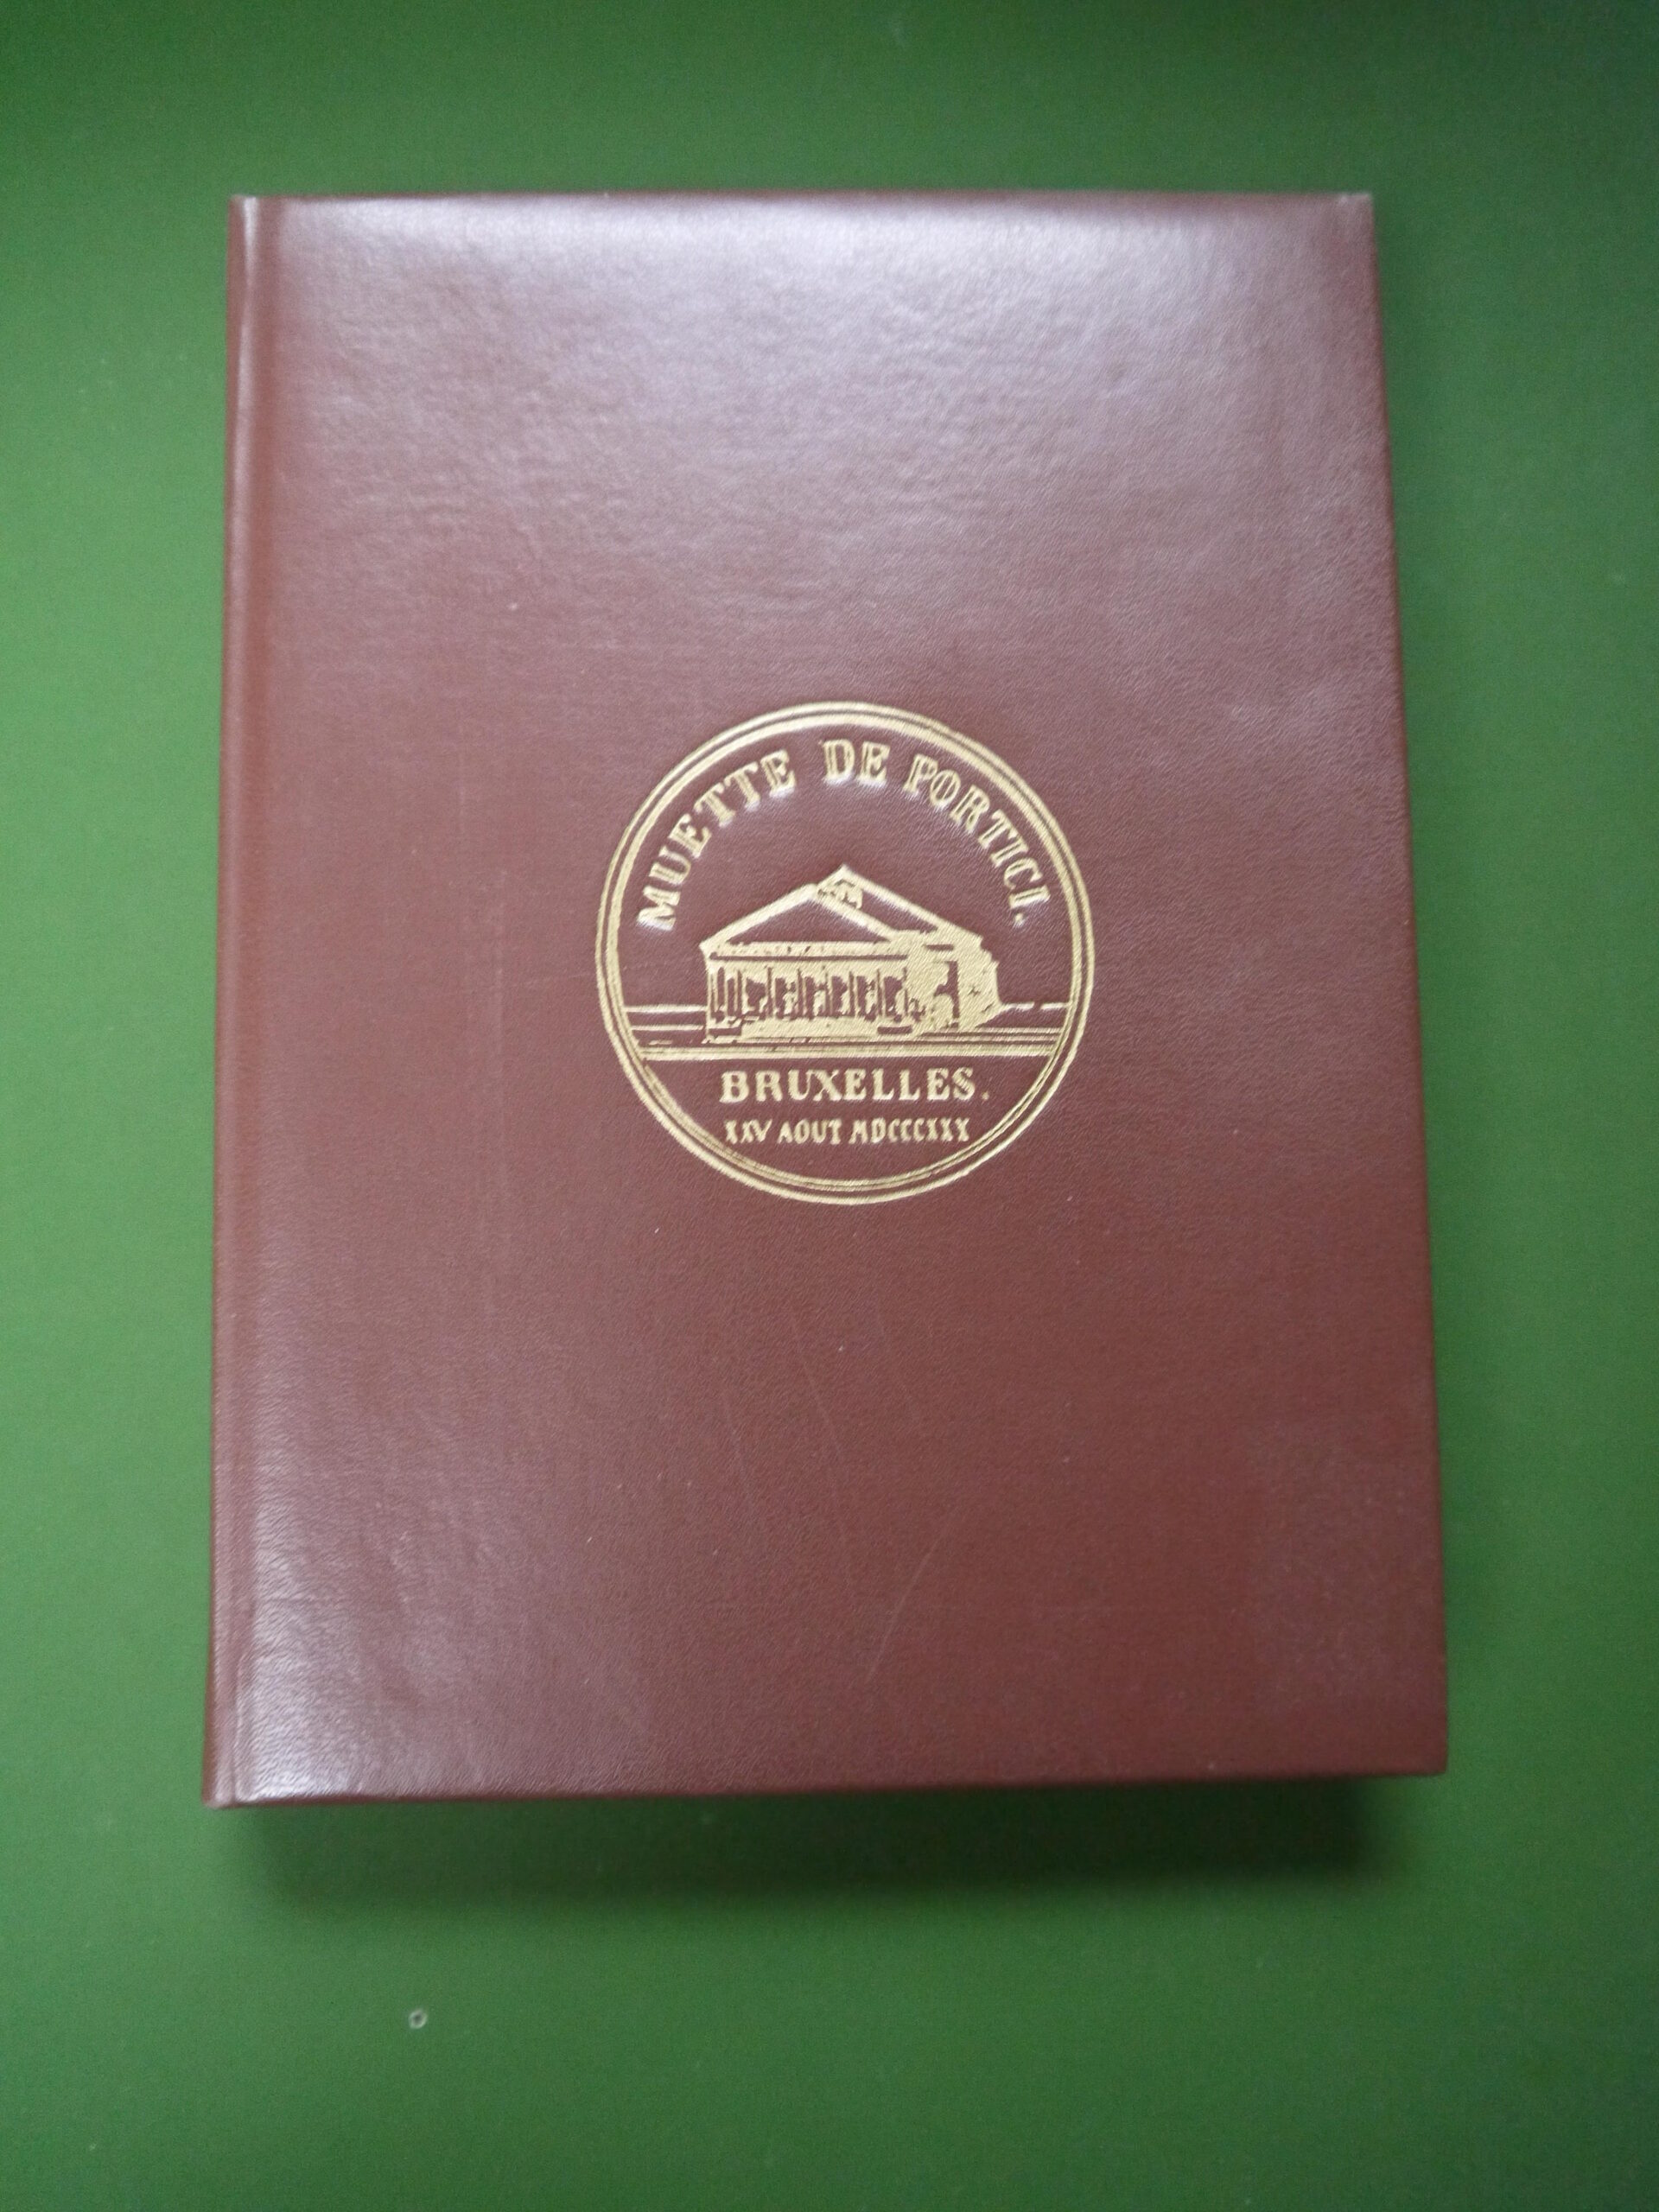 MUETTE DE PORTICI.
BRUXELLES.
XXV AOUT MDCCCXXX